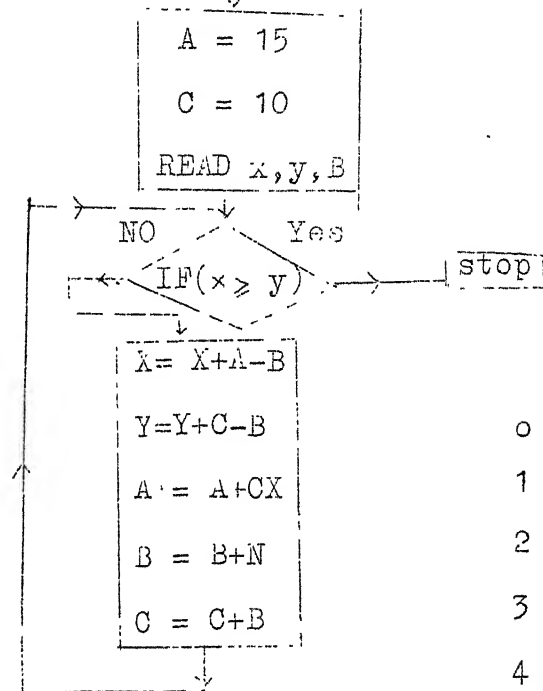 A = 15
C = 10
READ x,y,B
NO Yes
IF(x ⩾ y)
stop
X= X+A-B
Y=Y+C-B
A = A+CX
B = B+N
C = C+B
0
1
2
3
4